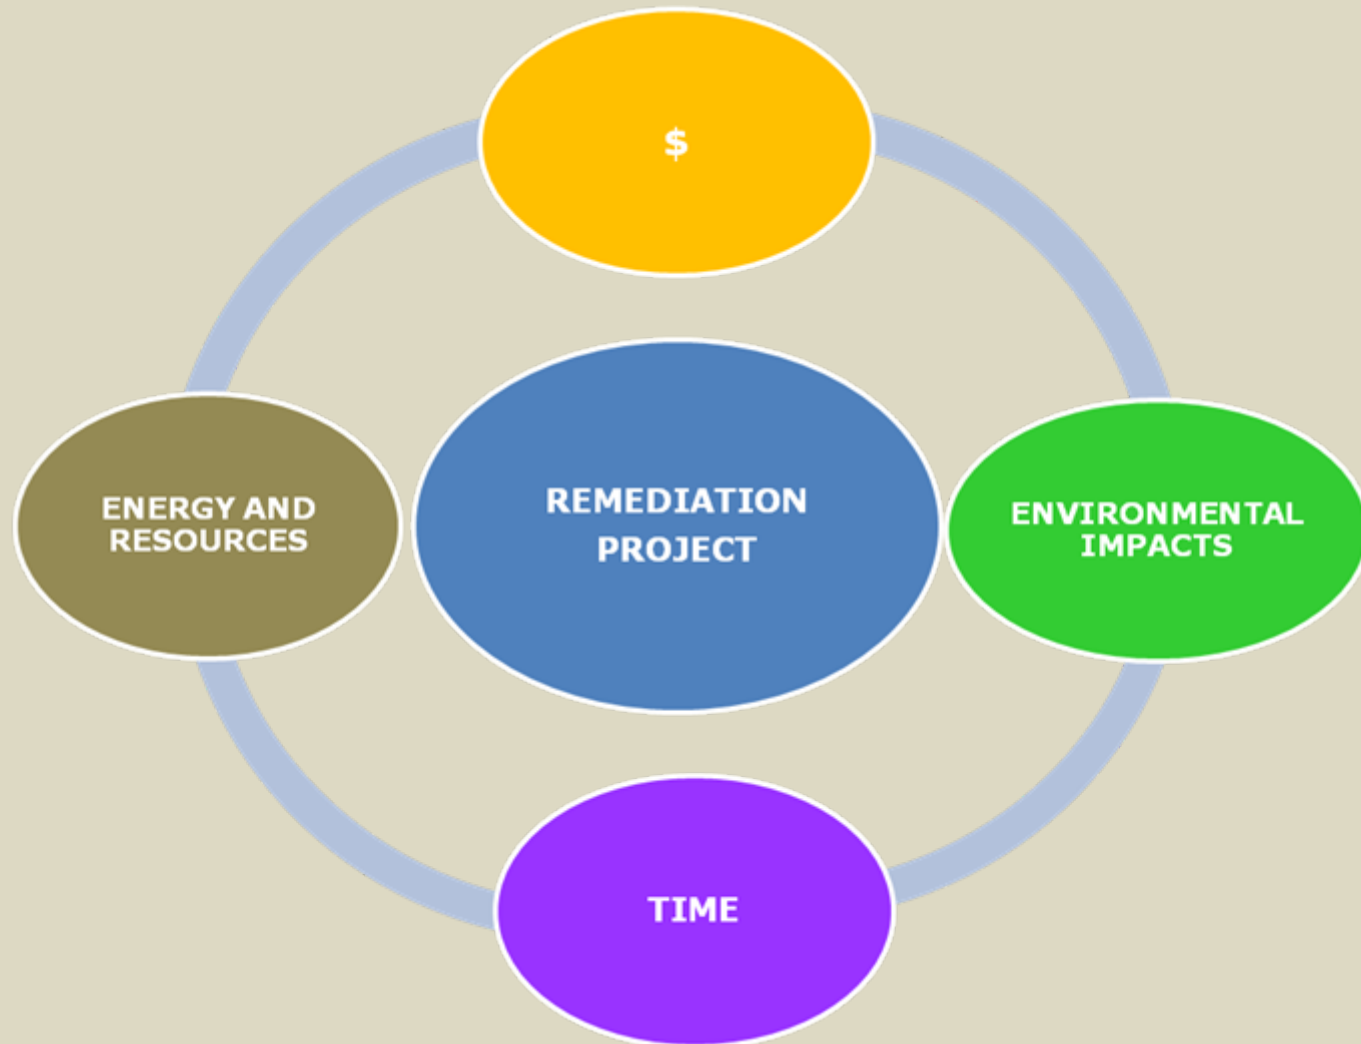 $
ENERGY AND
RESOURCES
REMEDIATION
PROJECT
ENVIRONMENTAL
IMPACTS
TIME